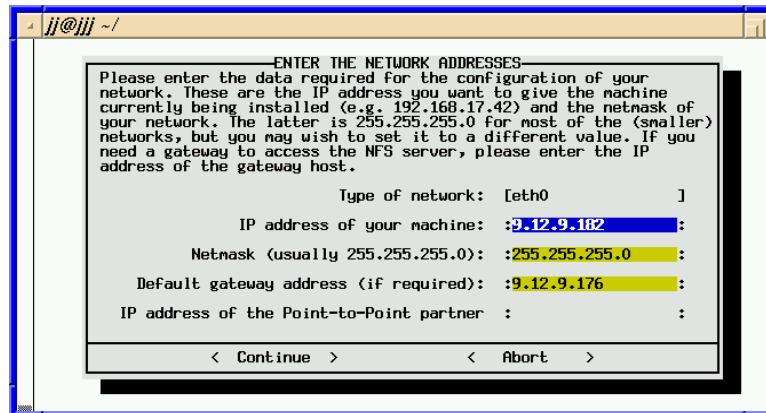 jj@jjj ~/
ENTER THE NETWORK ADDRESSES
Please enter the data required for the configuration of your
network. These are the IP address you want to give the machine
currently being installed (e.g. 192.168.17.42) and the netmask of
your network. The latter is 255.255.255.0 for most of the (smaller)
networks, but you may wish to set it to a different value. If you
need a gateway to access the NFS server, please enter the IP
address of the gateway host.
Type of network: [eth0 ]
IP address of your machine: :9.12.9.182 :
Netmask (usually 255.255.255.0): :255.255.255.0 :
Default gateway address (if required): :9.12.9.176 :
IP address of the Point-to-Point partner : :
< Continue > < Abort >